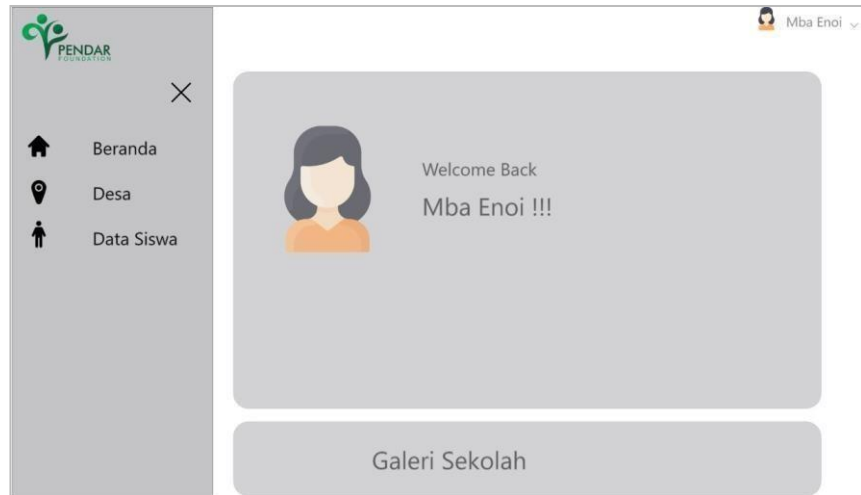 PENDAR
FOUNDATION
Mba Enoi
Beranda
Desa
Data Siswa
Welcome Back
Mba Enoi !!!
Galeri Sekolah